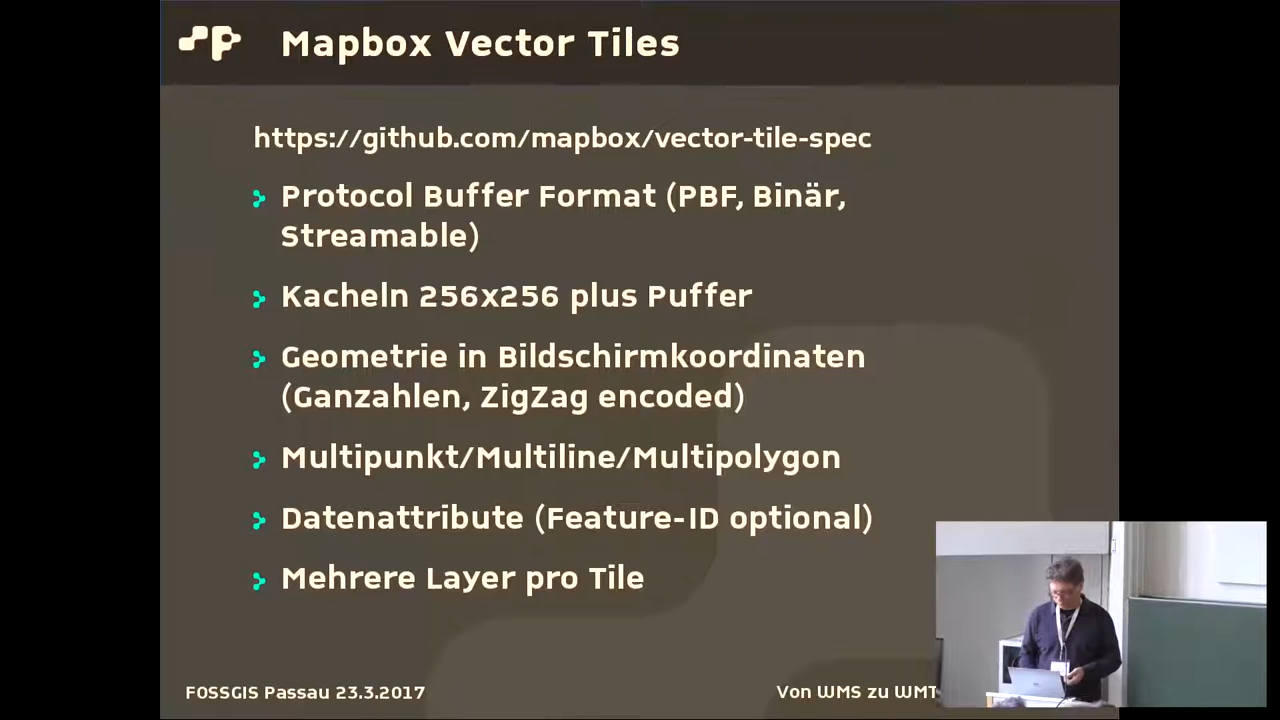 Mapbox Vector Tiles
https://github.com/mapbox/vector-tile-spec
Protocol Buffer Format (PBF, Binär,
Streamable)
Kacheln 256x256 plus Puffer
Geometrie in Bildschirmkoordinaten
(Ganzahlen, ZigZag encoded)
Multipunkt/Multiline/Multipolygon
Datenattribute (Feature-ID optional)
Mehrere Layer pro Tile
FOSSGIS Passau 23.3.2017
Von WMS zu WMT